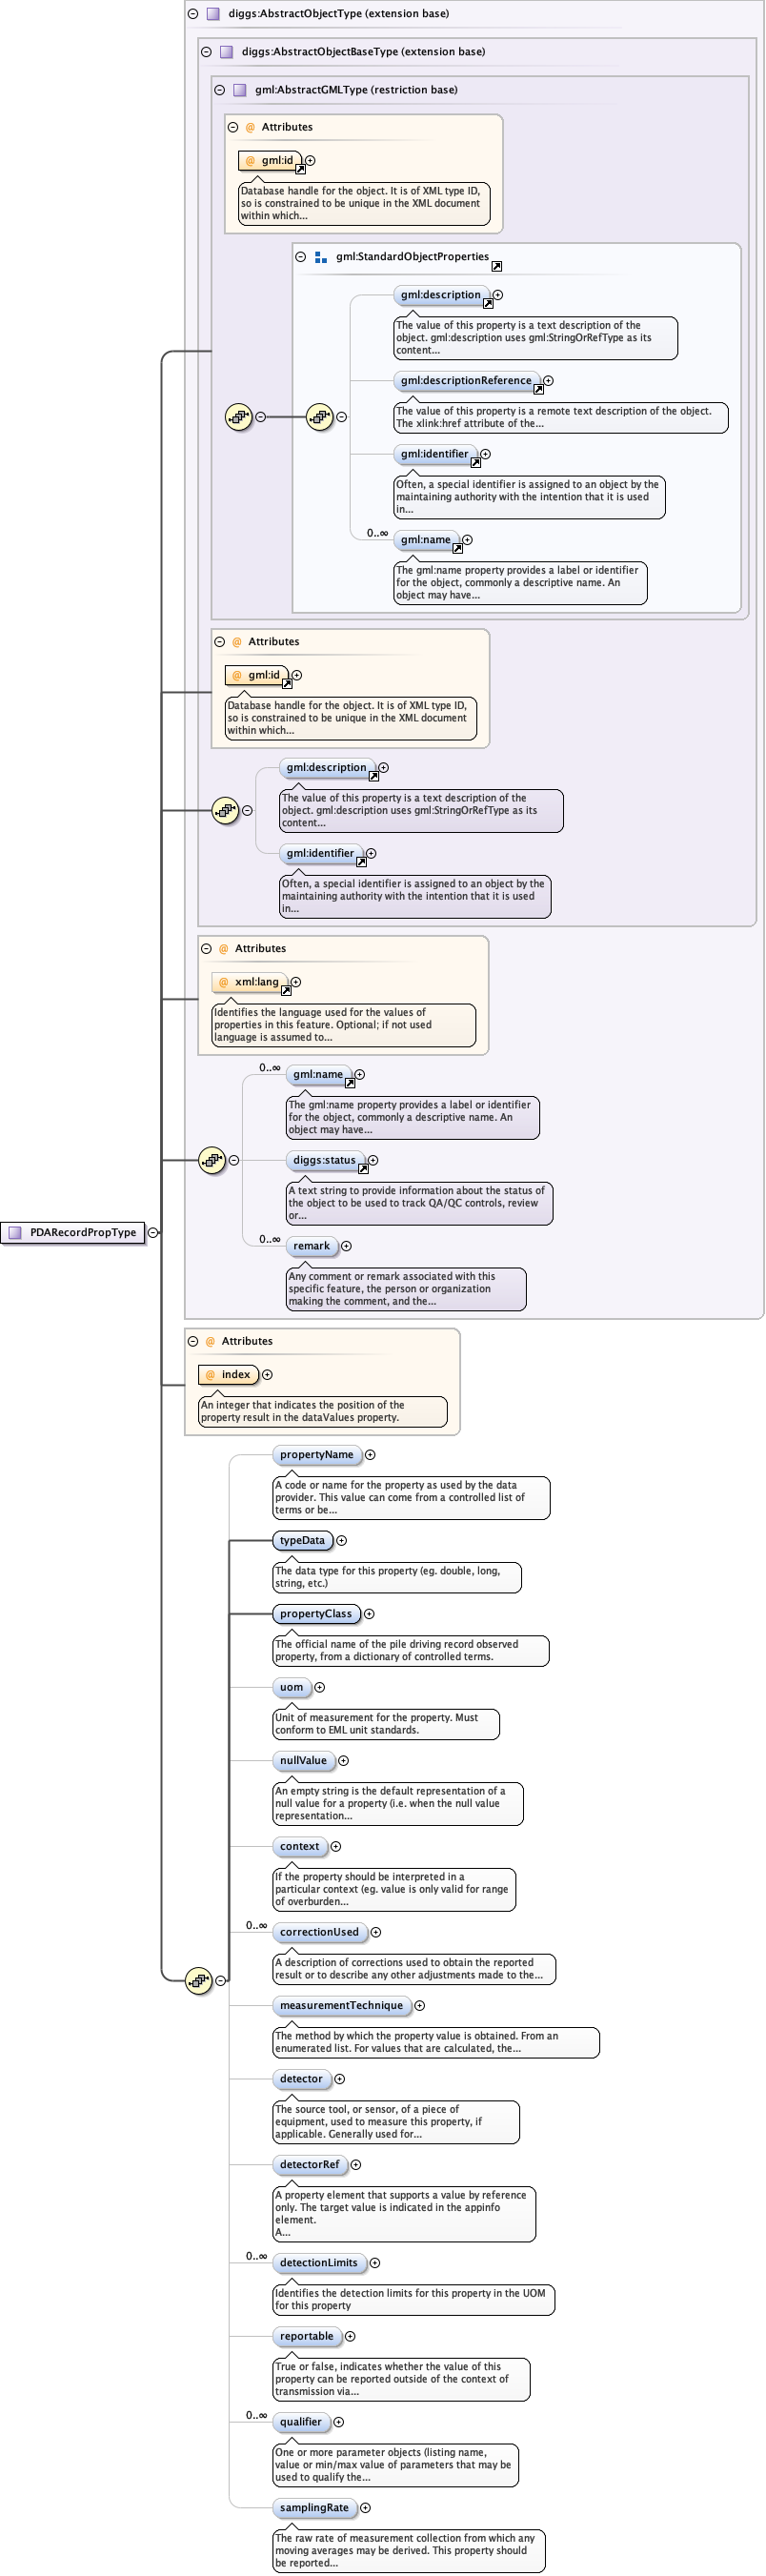 diggs:AbstractObjectType (extension base)
diggs:AbstractObjectBaseType (extension base)
gml:AbstractGMLType (restriction base)
@ Attributes
@ gml:id
Database handle for the object. It is of XML type ID,
so is constrained to be unique in the XML document
within which...
gml:StandardObjectProperties
gml:description
The value of this property is a text description of the
object. gml:description uses gml:StringOrRefType as its
content...
gml:descriptionReference
The value of this property is a remote text description of the object.
The xlink:href attribute of the...
gml:identifier
Often, a special identifier is assigned to an object by the
maintaining authority with the intention that it is used
in...
0..∞
gml:name
The gml:name property provides a label or identifier
for the object, commonly a descriptive name. An
object may have...
@ Attributes
@ gml:id
Database handle for the object. It is of XML type ID,
so is constrained to be unique in the XML document
within which...
gml:description
The value of this property is a text description of the
object. gml:description uses gml:StringOrRefType as its
content...
gml:identifier
Often, a special identifier is assigned to an object by the
maintaining authority with the intention that it is used
in...
@ Attributes
@ xml:lang
Identifies the language used for the values of
properties in this feature. Optional; if not used
language is assumed to...
0..∞
gml:name
The gml:name property provides a label or identifier
for the object, commonly a descriptive name. An
object may have...
diggs:status
A text string to provide information about the status of
the object to be used to track QA/QC controls, review
or...
PDARecordPropType
0..∞
remark
Any comment or remark associated with this
specific feature, the person or organization
making the comment, and the...
@ Attributes
@ index
An integer that indicates the position of the
property result in the dataValues property.
propertyName
A code or name for the property as used by the data
provider. This value can come from a controlled list of
terms or be...
typeData
The data type for this property (eg. double, long,
string, etc.)
propertyClass
The official name of the pile driving record observed
property, from a dictionary of controlled terms.
uom
Unit of measurement for the property. Must
conform to EML unit standards.
nullValue
An empty string is the default representation of a
null value for a property (i.e. when the null value
representation...
context
If the property should be interpreted in a
particular context (eg. value is only valid for range
of overburden...
0..∞
correctionUsed
A description of corrections used to obtain the reported
result or to describe any other adjustments made to the...
measurementTechnique
The method by which the property value is obtained. From an
enumerated list. For values that are calculated, the...
detector
The source tool, or sensor, of a piece of
equipment, used to measure this property, if
applicable. Generally used for...
detectorRef
A property element that supports a value by reference
only. The target value is indicated in the appinfo
element.
A...
0..∞
detectionLimits
Identifies the detection limits for this property in the UOM
for this property
reportable
True or false, indicates whether the value of this
property can be reported outside of the context of
transmission via...
0..∞
qualifier
One or more parameter objects (listing name,
value or min/max value of parameters that may be
used to qualify the...
samplingRate
The raw rate of measurement collection from which any
moving averages may be derived. This property should
be reported...